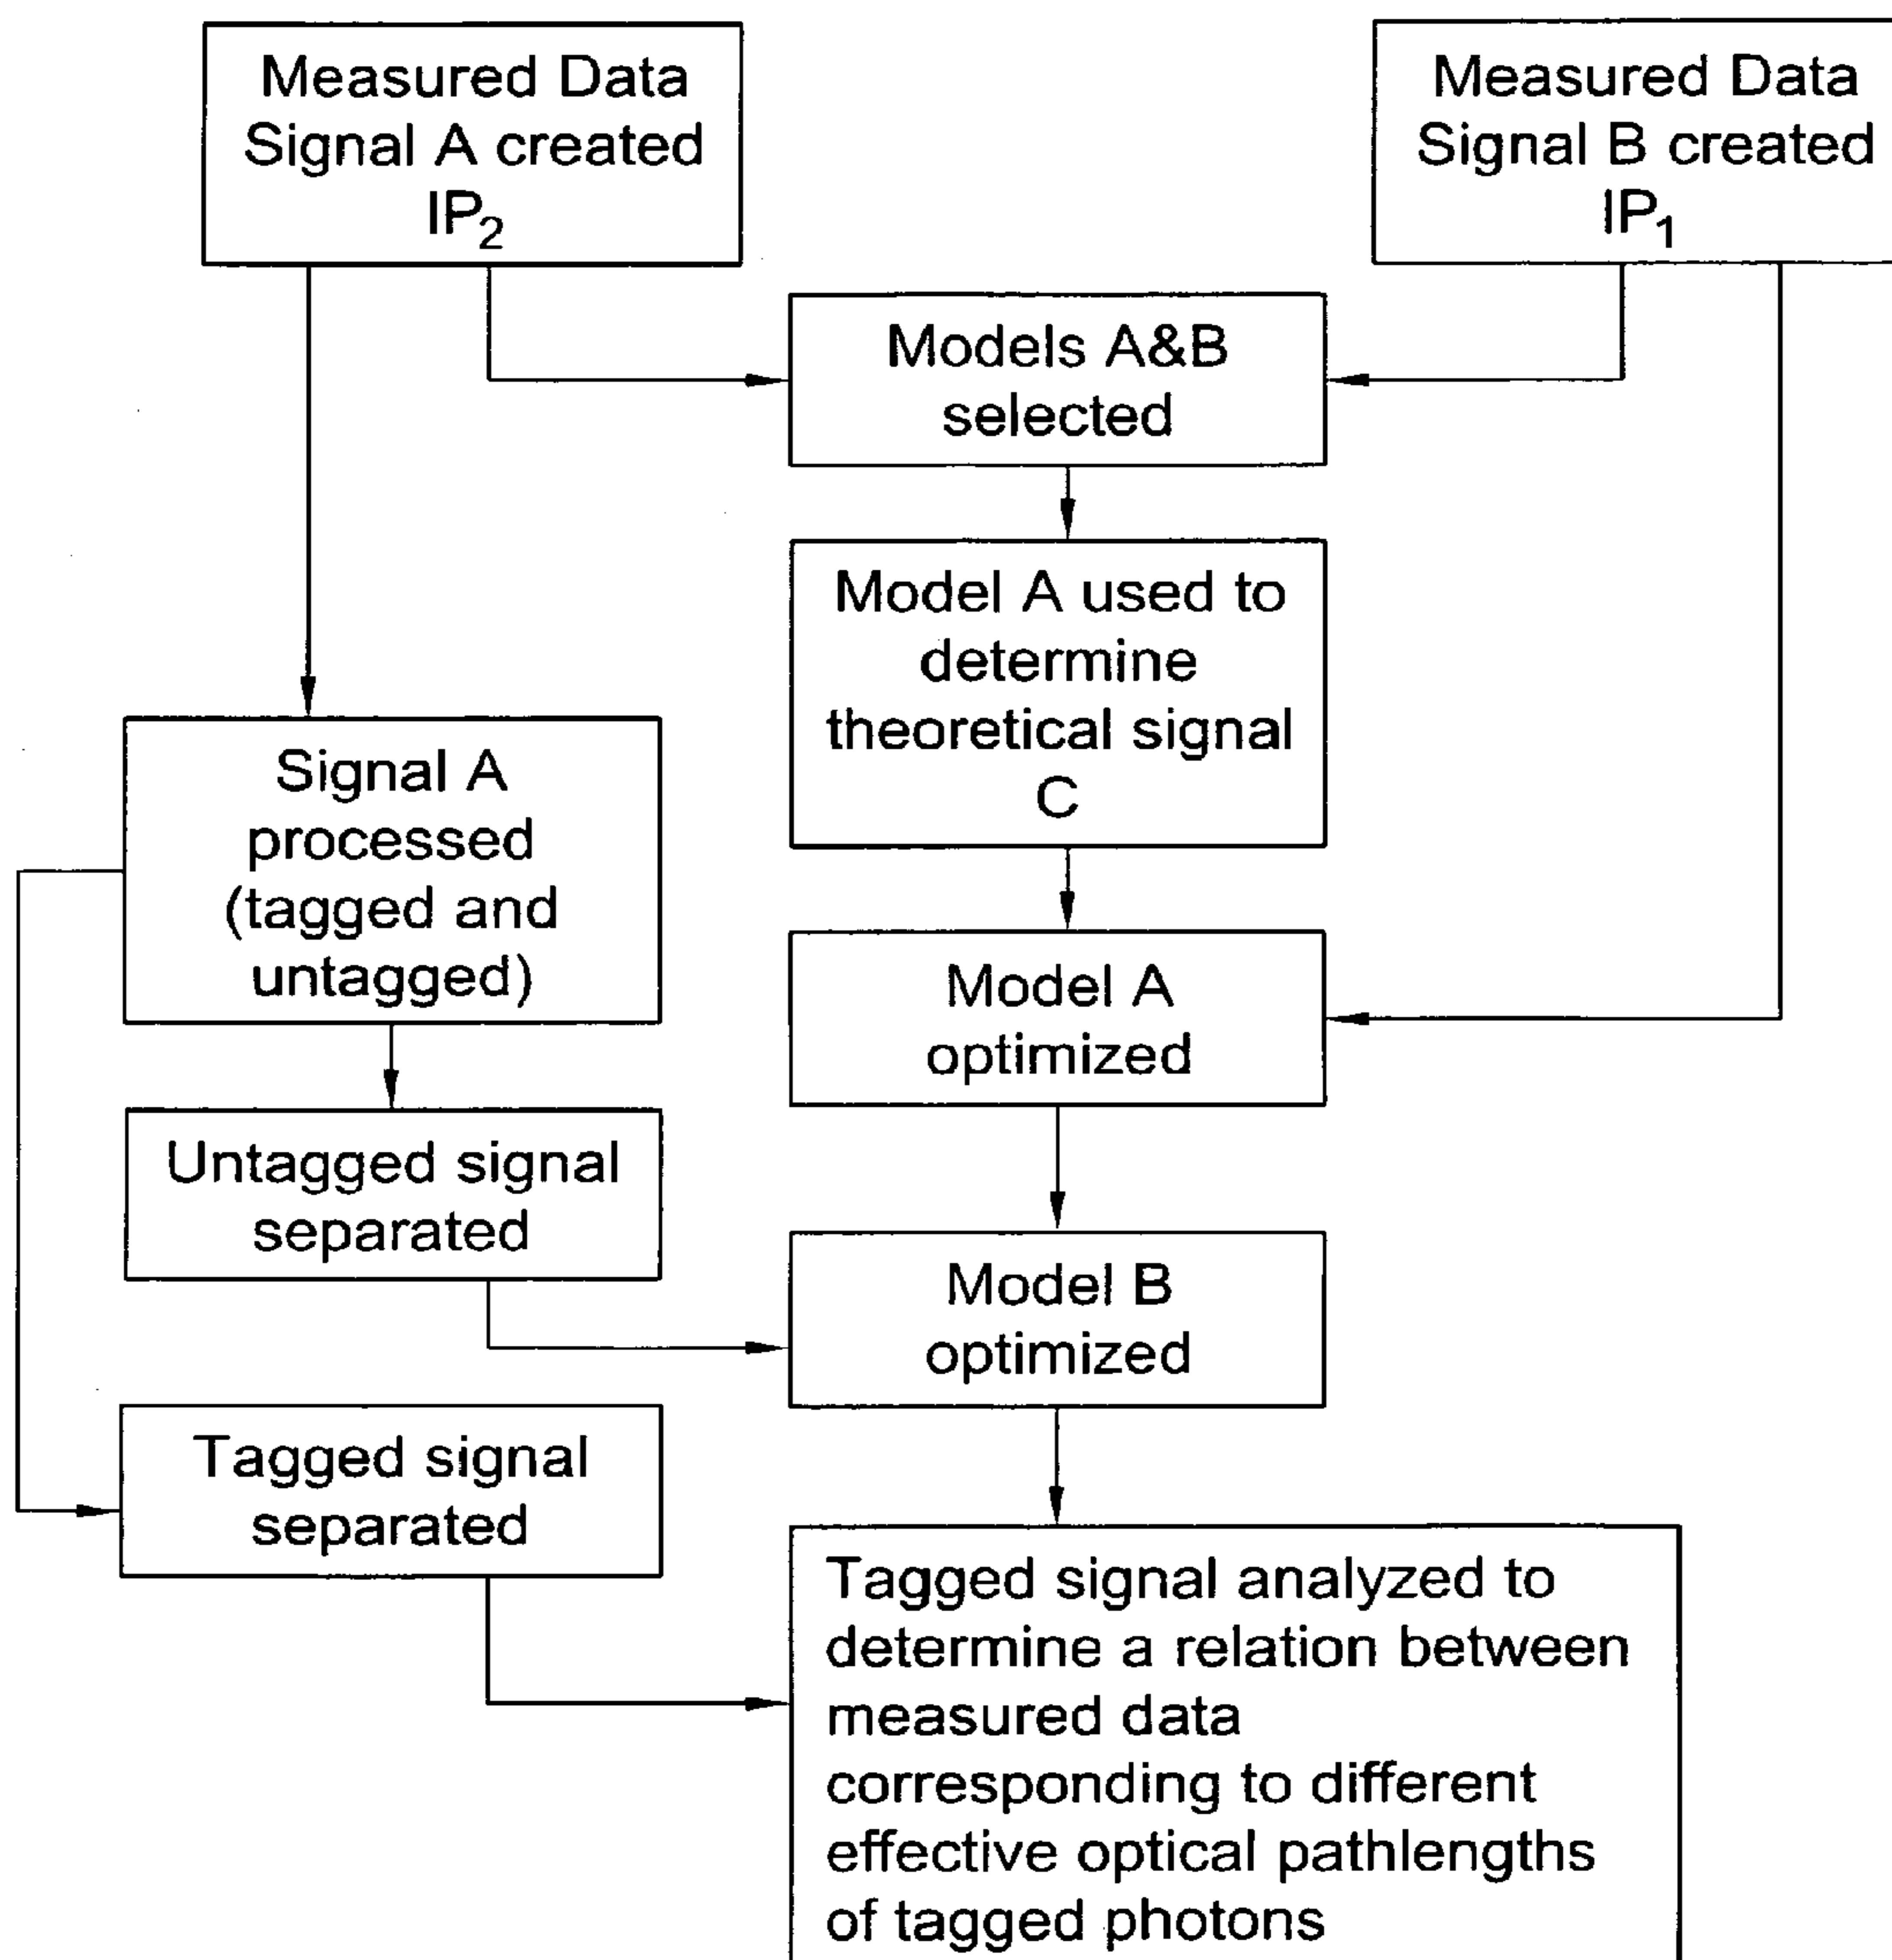 Measured Data
Signal A created
IP2
Measured Data
Signal B created
IP1
Models A&B
selected
Model A used to
determine
theoretical signal
C
Signal A
processed
(tagged and
untagged)
Model A
optimized
Untagged signal
separated
Model B
optimized
Tagged signal
separated
Tagged signal analyzed to
determine a relation between
measured data
corresponding to different
effective optical pathlengths
of tagged photons